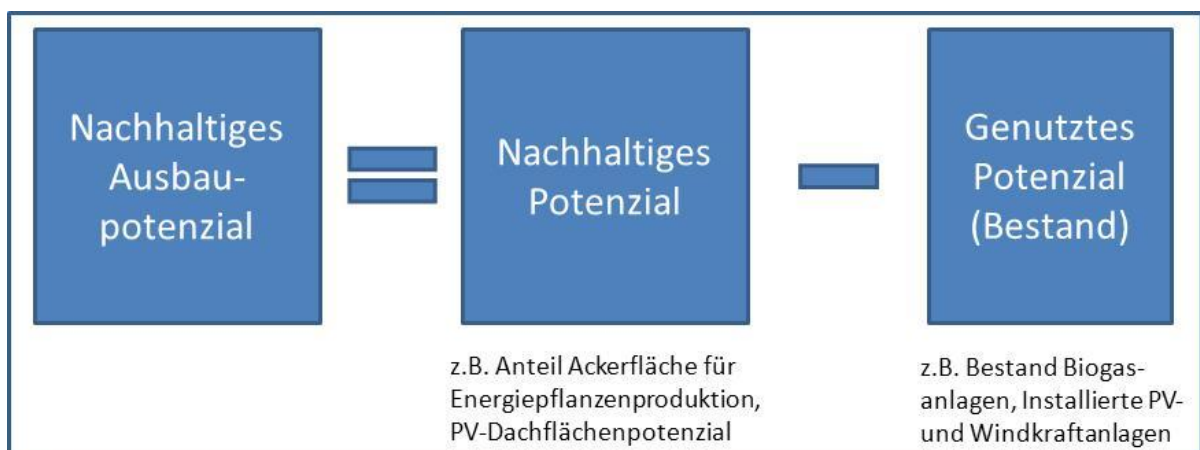 Nachhaltiges
Ausbau-
potenzial
Nachhaltiges
Potenzial
Genutztes
Potenzial
(Bestand)
z.B. Anteil Ackerfläche für
Energiepflanzenproduktion,
PV-Dachflächenpotenzial
z.B. Bestand Biogas-
anlagen, Installierte PV-
und Windkraftanlagen